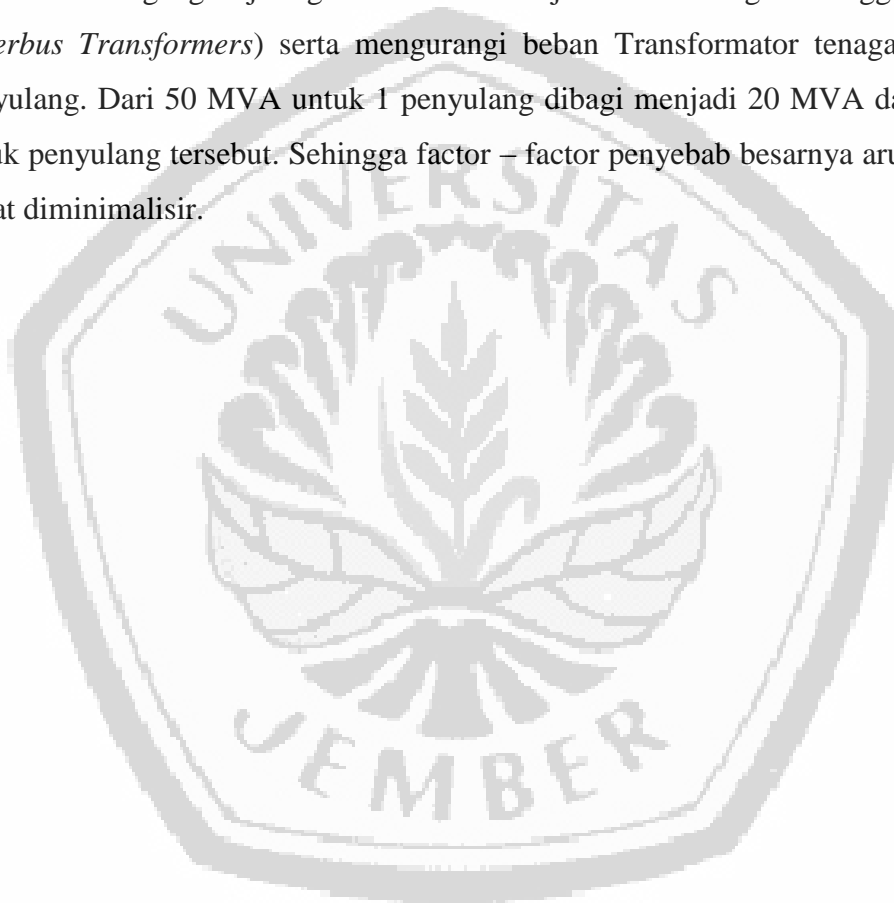 erbus Transformers) serta mengurangi beban Transformator tenaga
yulang. Dari 50 MVA untuk 1 penyulang dibagi menjadi 20 MVA da
uk penyulang tersebut. Sehingga factor – factor penyebab besarnya aru
at diminimalisir.
UNIVERSITAS
JEMBER